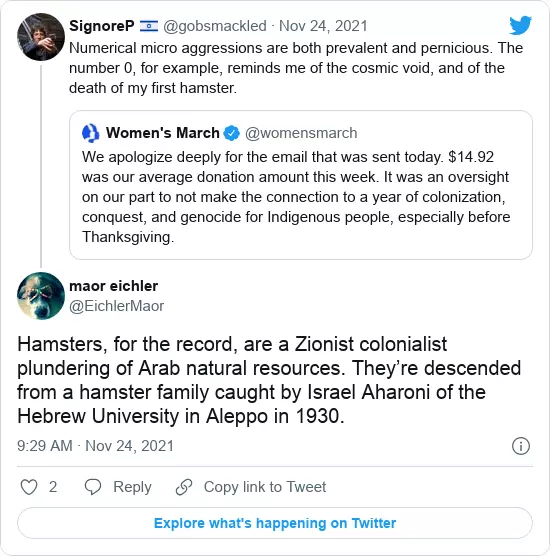 SignoreP 🇮🇱 @gobsmackled · Nov 24, 2021
Numerical micro aggressions are both prevalent and pernicious. The
number 0, for example, reminds me of the cosmic void, and of the
death of my first hamster.
Women's March @womensmarch
We apologize deeply for the email that was sent today. $14.92
was our average donation amount this week. It was an oversight
on our part to not make the connection to a year of colonization,
conquest, and genocide for Indigenous people, especially before
Thanksgiving.
maor eichler
@EichlerMaor
Hamsters, for the record, are a Zionist colonialist
plundering of Arab natural resources. They’re descended
from a hamster family caught by Israel Aharoni of the
Hebrew University in Aleppo in 1930.
9:29 AM · Nov 24, 2021
2 Reply Copy link to Tweet
Explore what's happening on Twitter